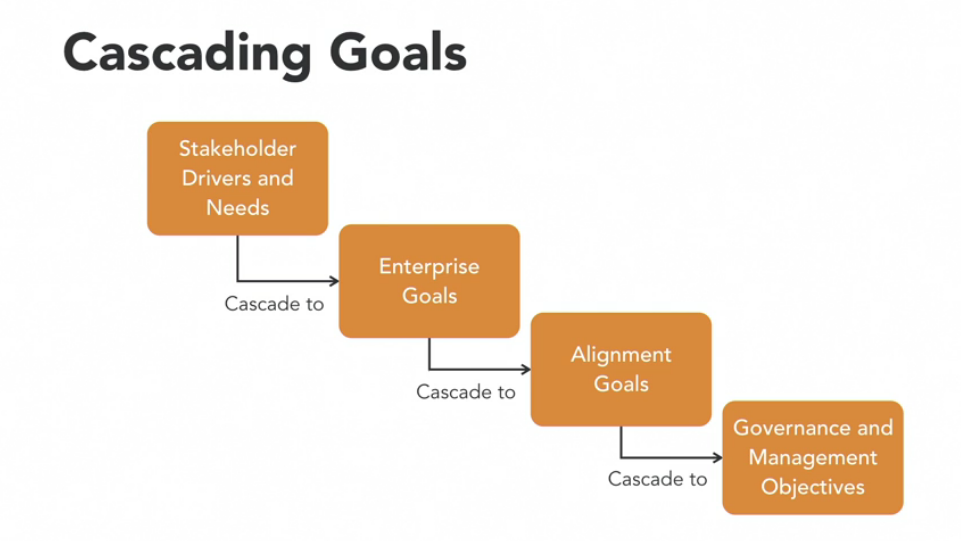 Cascading Goals
Stakeholder
Drivers and
Needs
Cascade to
Enterprise
Goals
Cascade to
Alignment
Goals
Cascade to
Governance and
Management
Objectives